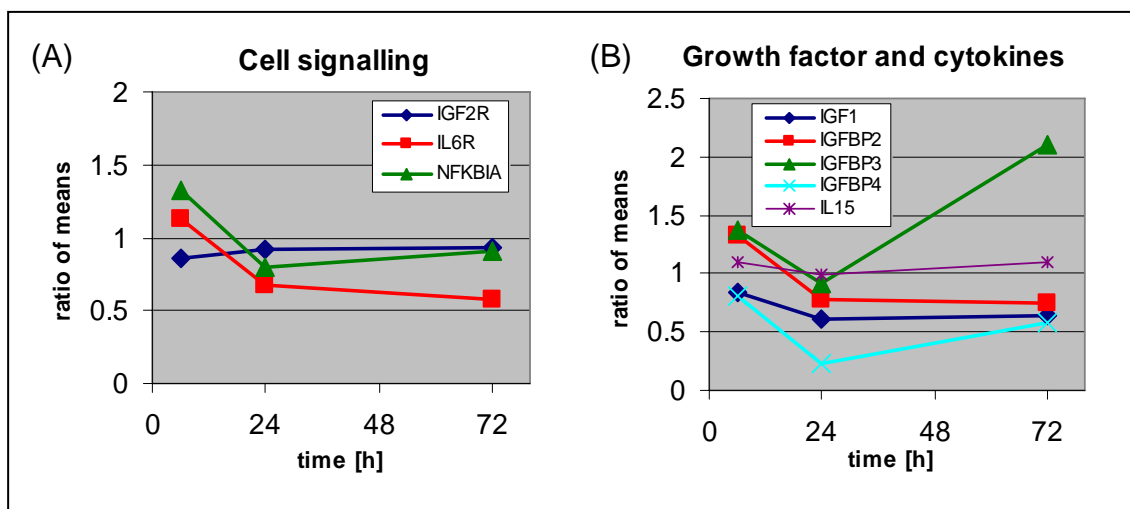 (A)
Cell signalling
2
1.5
1
0.5
0
ratio of means
IGF2R
IL6R
NFKBIA
0 24 48 72
time [h]
(B)
Growth factor and cytokines
2.5
2
1.5
1
0.5
0
ratio of means
IGF1
IGFBP2
IGFBP3
IGFBP4
IL15
0 24 48 72
time [h]